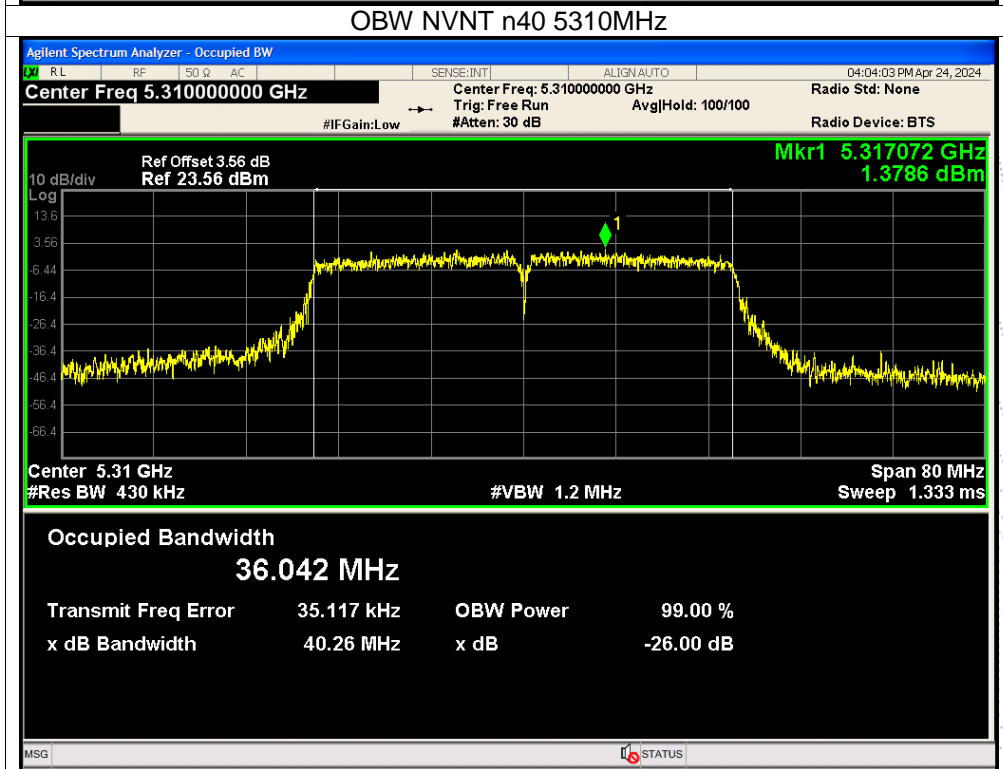 OBW NVNT n40 5310MHz
Agilent Spectrum Analyzer - Occupied BW
LXI RL RF 50 Ω AC SENSE:INT ALIGN AUTO 04:04:03 PM Apr 24, 2024
Center Freq 5.310000000 GHz Center Freq: 5.310000000 GHz Radio Std: None
Trig: Free Run Avg|Hold: 100/100
#IFGain:Low #Atten: 30 dB Radio Device: BTS
Mkr1 5.317072 GHz
1.3786 dBm
Ref Offset 3.56 dB
10 dB/div Ref 23.56 dBm
Log
13.6
1
3.56
-6.44
-16.4
-26.4
-36.4
-46.4
-56.4
-66.4
Center 5.31 GHz Span 80 MHz
#Res BW 430 kHz #VBW 1.2 MHz Sweep 1.333 ms
Occupied Bandwidth
36.042 MHz
Transmit Freq Error 35.117 kHz OBW Power 99.00 %
x dB Bandwidth 40.26 MHz x dB -26.00 dB
MSG STATUS